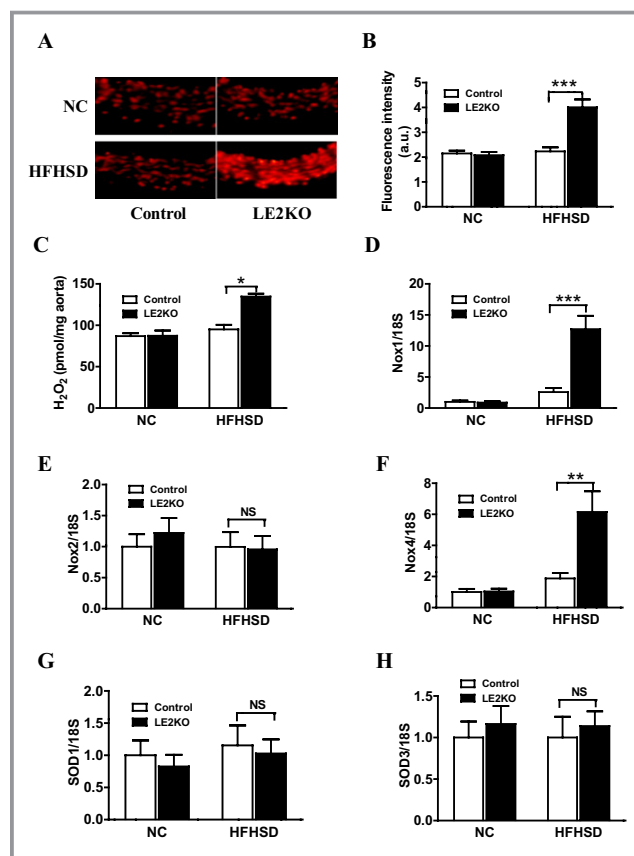 A
NC
HFHSD
Control LE2KO
B
Fluorescence intensity
(a.u.)
5
4
3
2
1
0
Control
LE2KO
***
NC HFHSD
C
H₂O₂ (pmol/mg aorta)
150
100
50
0
Control
LE2KO
*
NC HFHSD
D
Nox1/18S
20
15
10
5
0
Control
LE2KO
***
NC HFHSD
E
Nox2/18S
2.0
1.5
1.0
0.5
0.0
Control
LE2KO
NS
NC HFHSD
F
Nox4/18S
8
6
4
2
0
Control
LE2KO
**
NC HFHSD
G
SOD1/18S
2.0
1.5
1.0
0.5
0.0
Control
LE2KO
NS
NC HFHSD
H
SOD3/18S
1.5
1.0
0.5
0.0
Control
LE2KO
NS
NC HFHSD